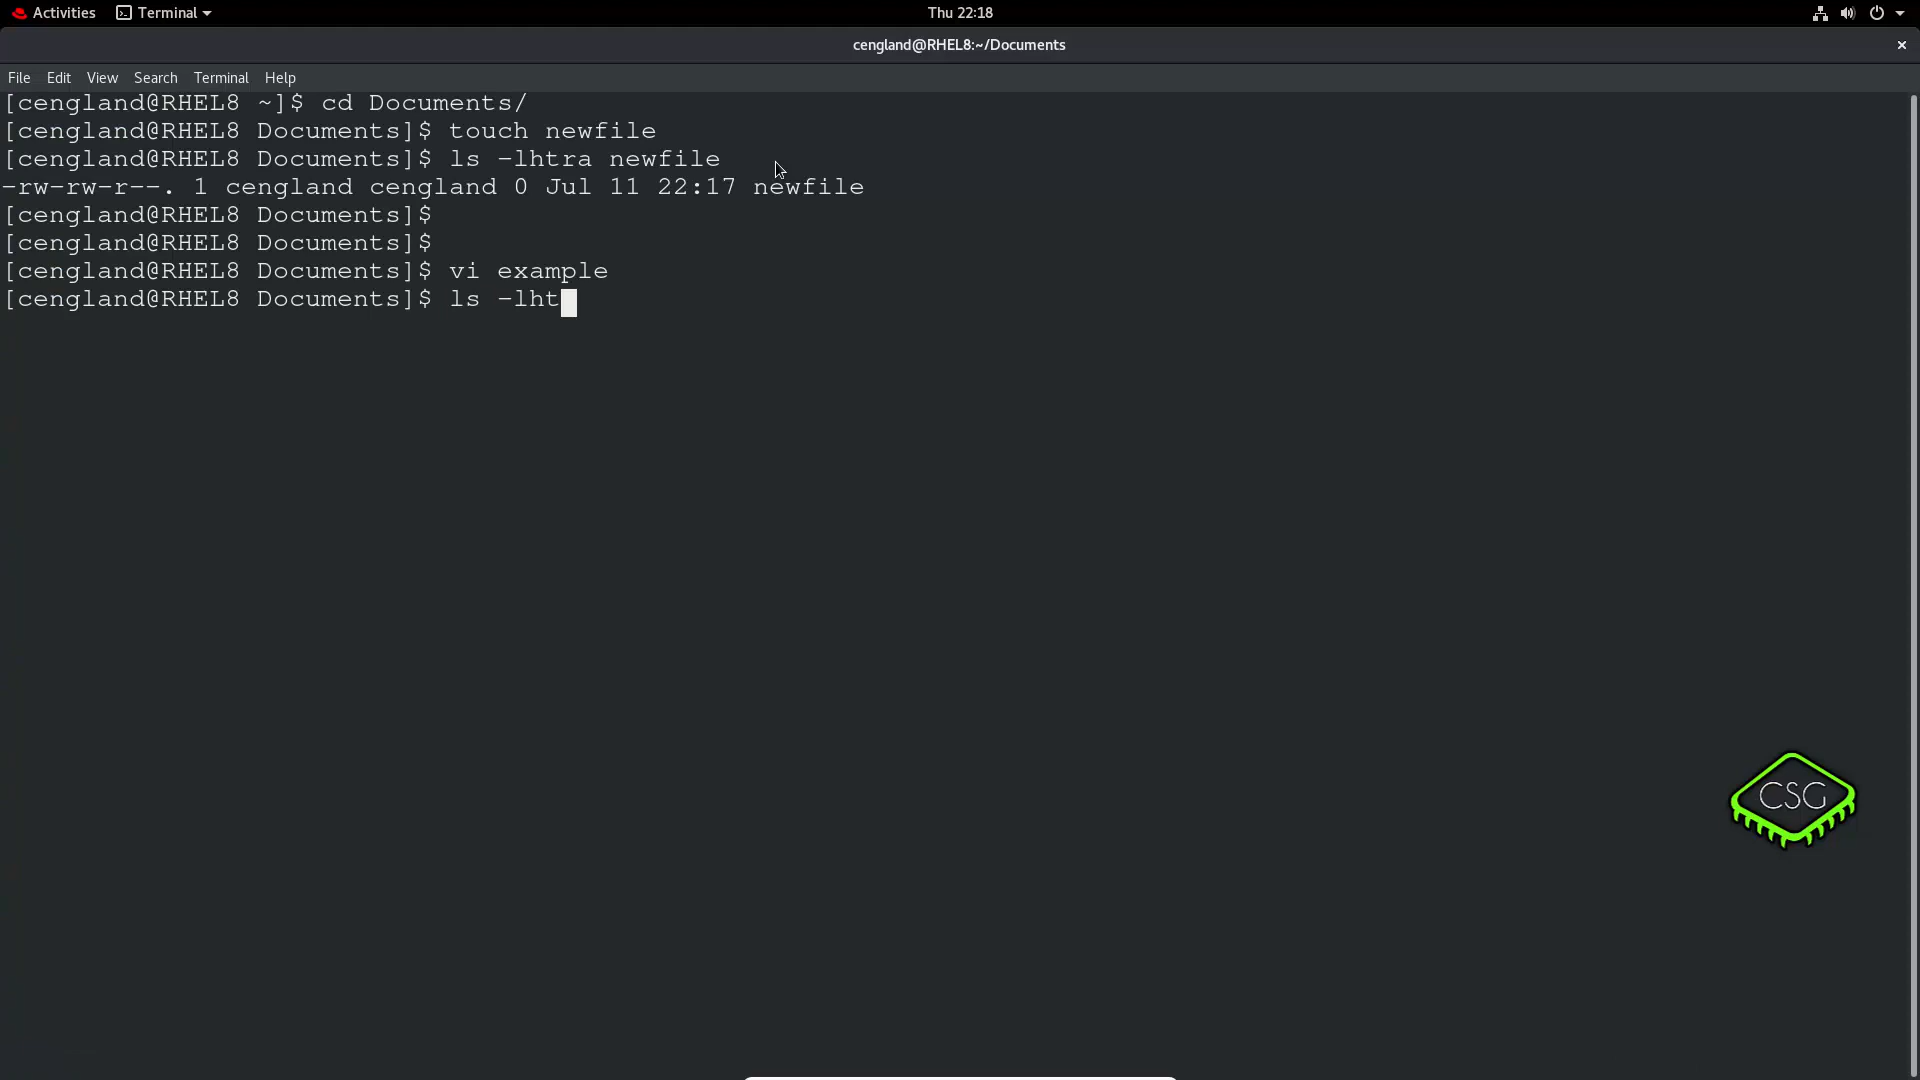 Activities Terminal Thu 22:18
cengland@RHEL8:~/Documents
File Edit View Search Terminal Help
[cengland@RHEL8 ~]$ cd Documents/
[cengland@RHEL8 Documents]$ touch newfile
[cengland@RHEL8 Documents]$ ls -lhtra newfile
-rw-rw-r--. 1 cengland cengland 0 Jul 11 22:17 newfile
[cengland@RHEL8 Documents]$
[cengland@RHEL8 Documents]$
[cengland@RHEL8 Documents]$ vi example
[cengland@RHEL8 Documents]$ ls -lht
CSG